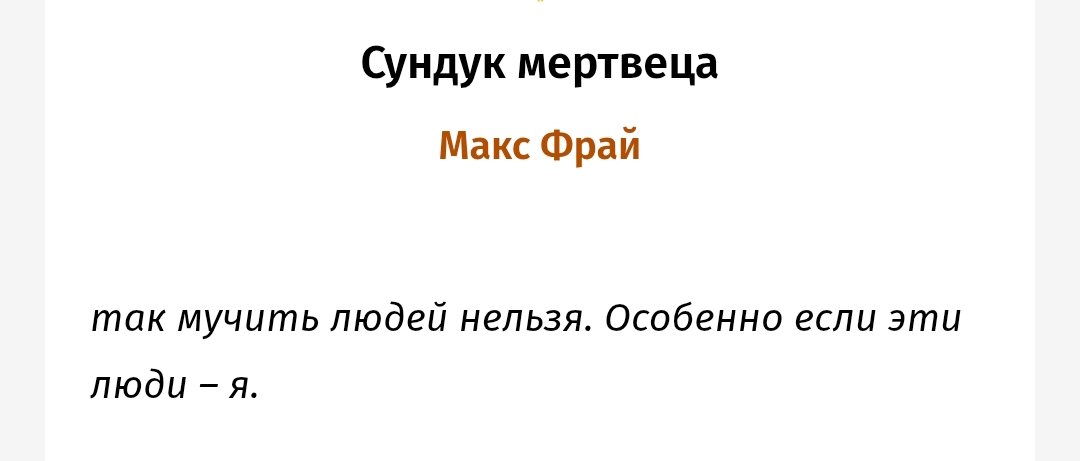 Сундук мертвеца
Макс Фрай
так мучить людей нельзя. Особенно если эти
люди – я.